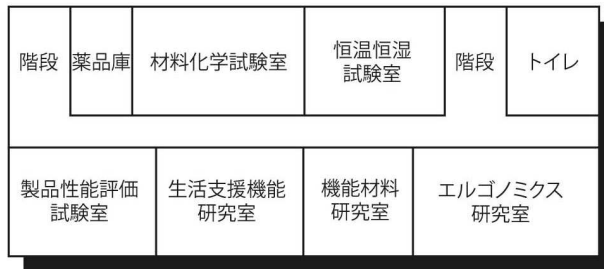 階段
薬品庫
材料化学試験室
恒温恒湿
試験室
階段
トイレ
製品性能評価
試験室
生活支援機能
研究室
機能材料
研究室
エルゴノミクス
研究室